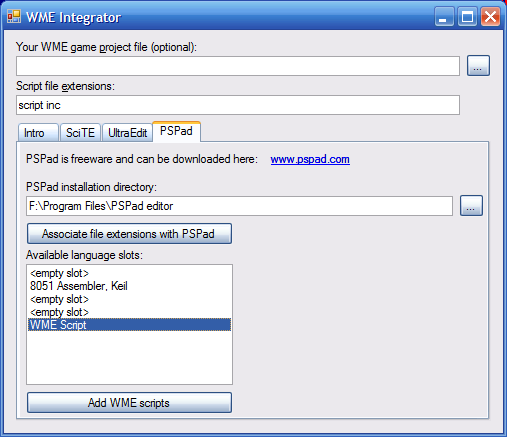 WME Integrator
Your WME game project file (optional):
...
Script file extensions:
script inc
Intro SciTE UltraEdit PSPad
PSPad is freeware and can be downloaded here: www.pspad.com
PSPad installation directory:
F:\Program Files\PSPad editor ...
Associate file extensions with PSPad
Available language slots:
<empty slot>
8051 Assembler, Keil
<empty slot>
<empty slot>
WME Script
Add WME scripts